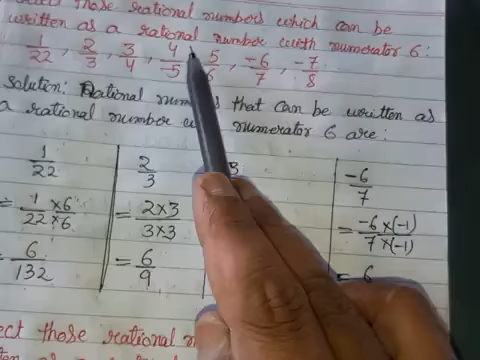 those rational numbers which can be
written as a rational number with numerator 6:
1/22, 2/3, 3/4, 4/-5, 5/6, -6/7, -7/8
Solution: Rational that can be written as
a rational number numerator 6 are:
1/22
= 1×6/22×6
= 6/132
2/3
= 2×3/3×3
= 6/9
3
-6/7
= -6×(-1)/7×(-1)
= 6
those rational